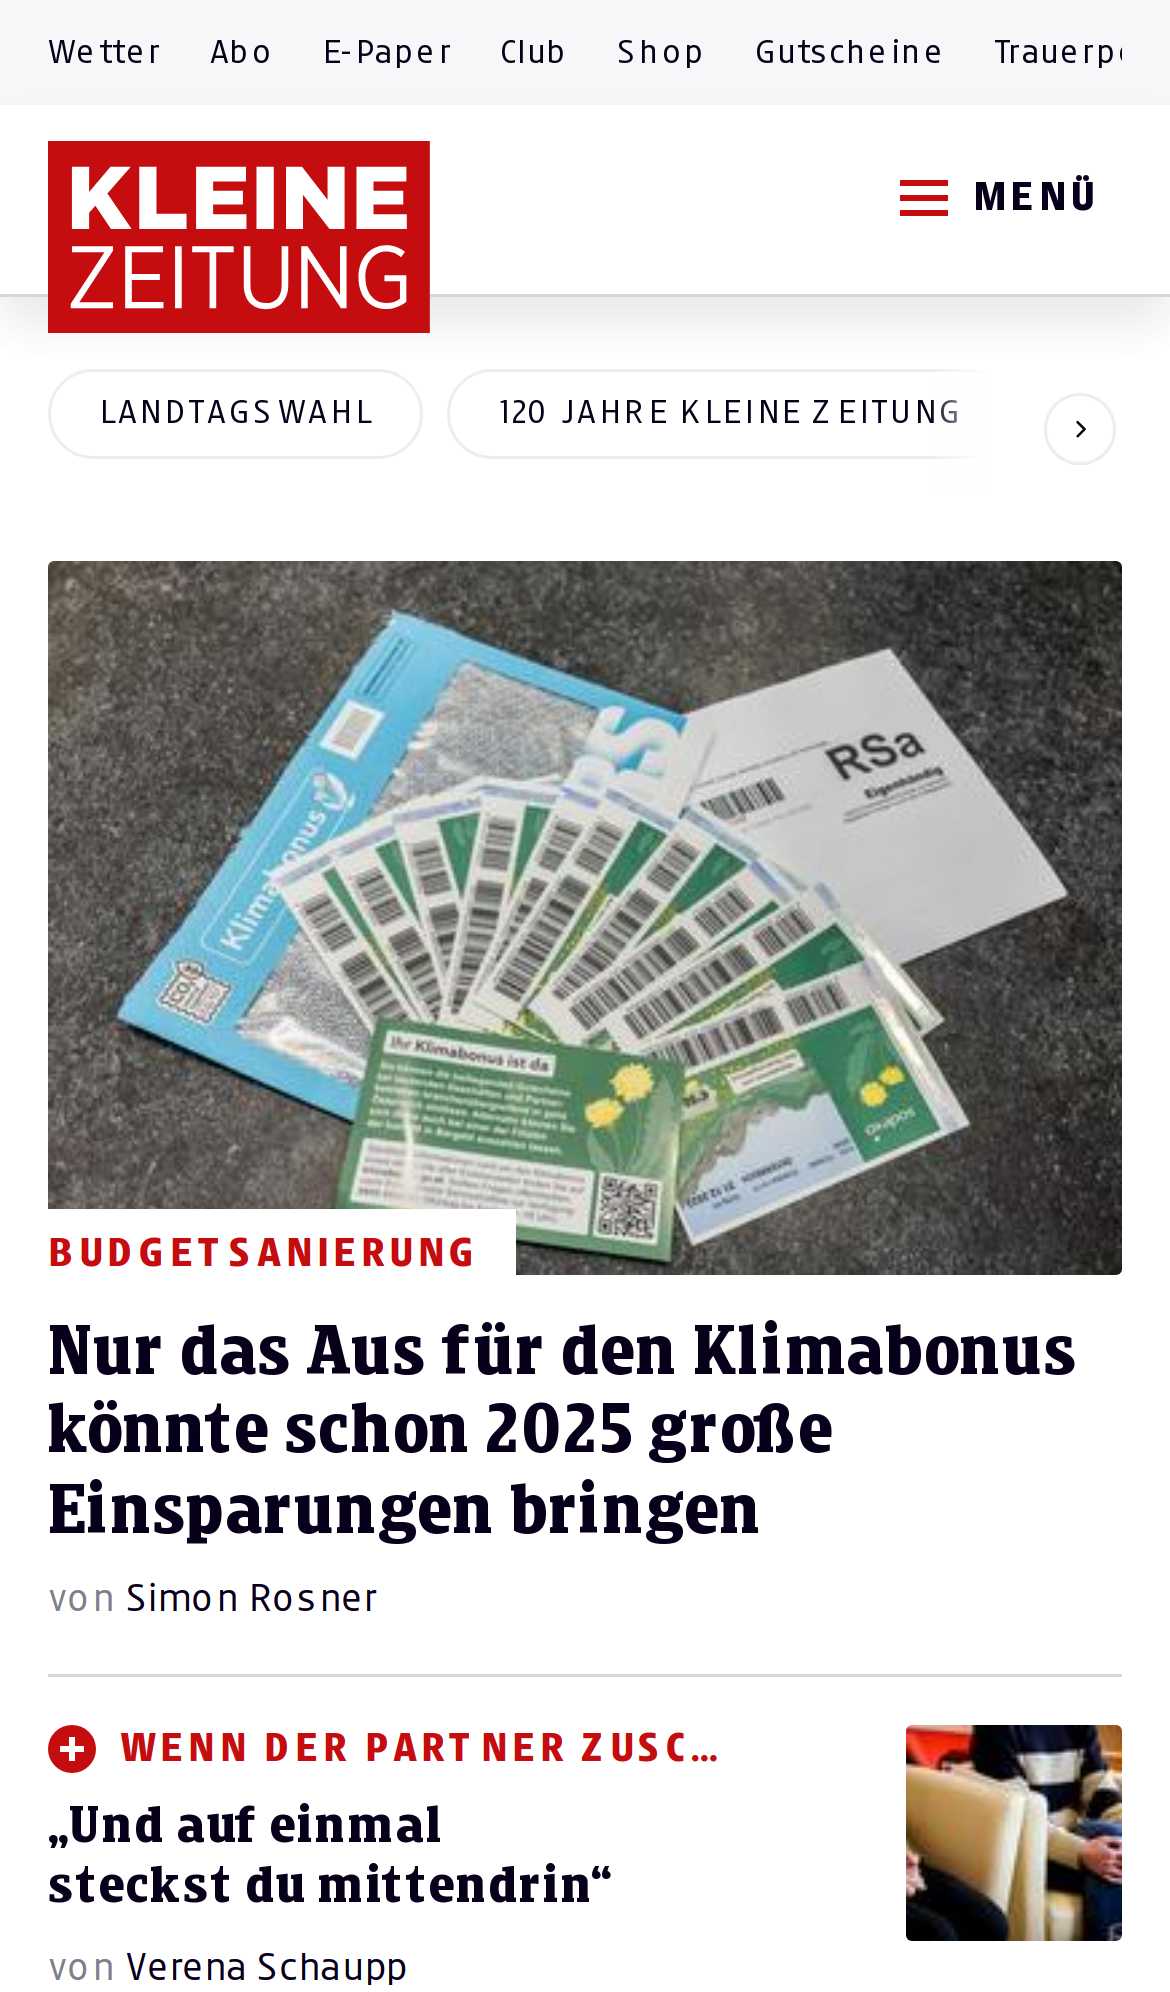 Wetter Abo E-Paper Club Shop Gutscheine Trauerp
KLEINE
ZEITUNG
MENÜ
LANDTAGSWAHL 120 JAHRE KLEINE ZEITUNG
RSa
Eigenhändig
Klimabonus
Ihr Klimabonus ist da
BUDGETSANIERUNG
Nur das Aus für den Klimabonus
könnte schon 2025 große
Einsparungen bringen
von Simon Rosner
WENN DER PARTNER ZUSC...
„Und auf einmal
steckst du mittendrin“
von Verena Schaupp